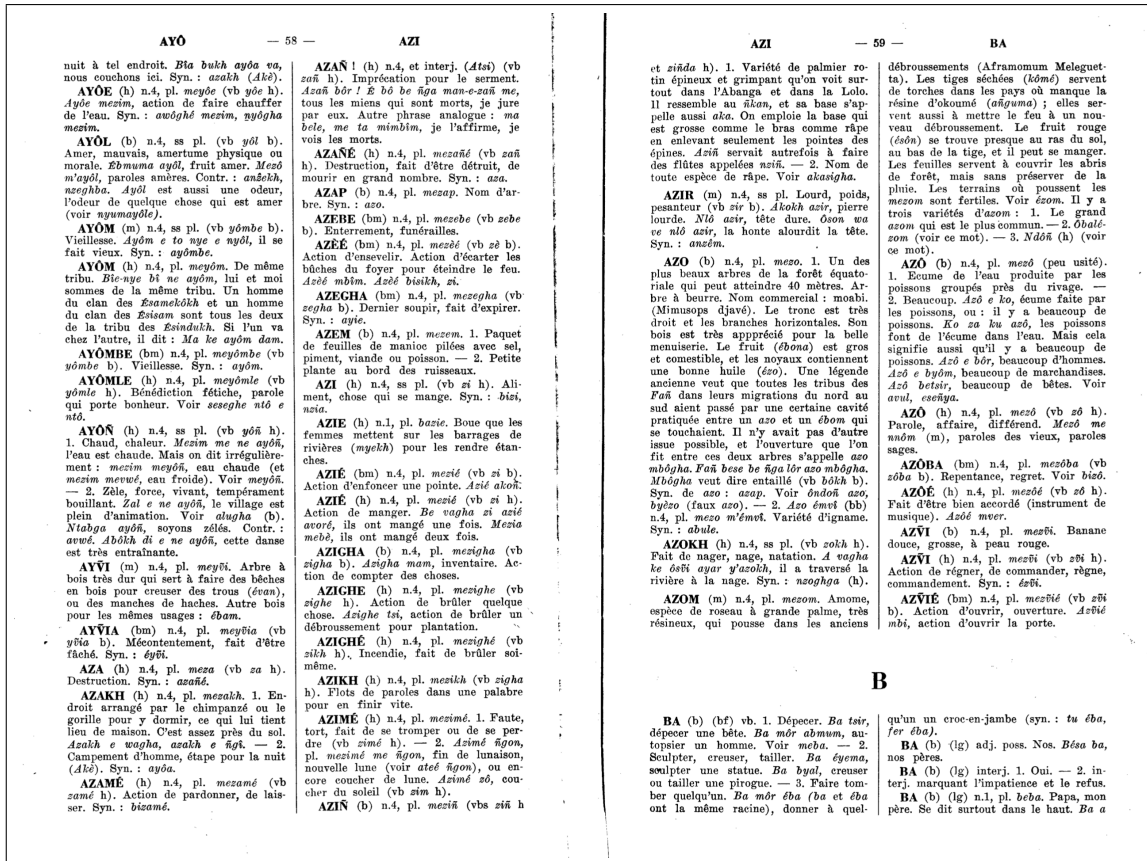 AYÔ — 58 — AZI
nuit à tel endroit. Bîa bukh ayôa va,
nous couchons ici. Syn. : azakh (Akè).
AYÔE (h) n.4, pl. meyôe (vb yôe h).
Ayôe mezim, action de faire chauffer
de l'eau. Syn. : awôghé mezim, nyôgha
mezim.
AYÔL (b) n.4, ss pl. (vb yôl b).
Amer, mauvais, amertume physique ou
morale. Ébmuma ayôl, fruit amer. Mezô
m'ayôl, paroles amères. Contr. : anzèkh,
nzeghba. Ayôl est aussi une odeur,
l'odeur de quelque chose qui est amer
(voir nyumayôle).
AYÔM (m) n.4, ss pl. (vb yômbe b).
Vieillesse. Ayôm e to nye e nyôl, il se
fait vieux. Syn. : ayômbe.
AYÔM (h) n.4, pl. meyôm. De même
tribu. Bîe-nye bî ne ayôm, lui et moi
sommes de la même tribu. Un homme
du clan des Ésamekôkh et un homme
du clan des Ésisam sont tous les deux
de la tribu des Ésindukh. Si l'un va
chez l'autre, il dit : Ma ke ayôm dam.
AYÔMBE (bm) n.4, pl. meyômbe (vb
yômbe b). Vieillesse. Syn. : ayôm.
AYÔMLE (h) n.4, pl. meyômle (vb
yômle h). Bénédiction fétiche, parole
qui porte bonheur. Voir seseghe ntô e
ntô.
AYÔÑ (h) n.4, ss pl. (vb yôñ h).
1. Chaud, chaleur. Mezim me ne ayôñ,
l'eau est chaude. Mais on dit irrégulière-
ment : mezim meyôñ, eau chaude (et
mezim mevwé, eau froide). Voir meyôñ.
— 2. Zèle, force, vivant, tempérament
bouillant. Zal e ne ayôñ, le village est
plein d'animation. Voir alugha (b).
Ntabga ayôñ, soyons zélés. Contr. :
avwé. Abôkh di e ne ayôñ, cette danse
est très entraînante.
AYṼI (m) n.4, pl. meyṽi. Arbre à
bois très dur qui sert à faire des bêches
en bois pour creuser des trous (évan),
ou des manches de haches. Autre bois
pour les mêmes usages : ébam.
AYṼIA (bm) n.4, pl. meyṽia (vb
yṽia b). Mécontentement, fait d'être
fâché. Syn. : éyṽi.
AZA (h) n.4, pl. meza (vb za h).
Destruction. Syn. : azañé.
AZAKH (h) n.4, pl. mezakh. 1. En-
droit arrangé par le chimpanzé ou le
gorille pour y dormir, ce qui lui tient
lieu de maison. C'est assez près du sol.
Azakh e wagha, azakh e ñgî. — 2.
Campement d'homme, étape pour la nuit
(Akè). Syn. : ayôa.
AZAMÉ (h) n.4, pl. mezamé (vb
zamé h). Action de pardonner, de lais-
ser. Syn. : bizamé.
AZAÑ ! (h) n.4, et interj. (Atsi) (vb
zañ h). Imprécation pour le serment.
Azañ bôr ! É bô be ñga man-e-zañ me,
tous les miens qui sont morts, je jure
par eux. Autre phrase analogue : ma
bele, me ta mimbîm, je l'affirme, je
vois les morts.
AZAÑÉ (h) n.4, pl. mezañé (vb zañ
h). Destruction, fait d'être détruit, de
mourir en grand nombre. Syn. : aza.
AZAP (b) n.4, pl. mezap. Nom d'ar-
bre. Syn. : azo.
AZEBE (bm) n.4, pl. mezebe (vb zebe
b). Enterrement, funérailles.
AZÈÉ (bm) n.4, pl. mezèé (vb zè b).
Action d'ensevelir. Action d'écarter les
bûches du foyer pour éteindre le feu.
Azèé mbîm. Azèé bisikh, zi.
AZEGHA (bm) n.4, pl. mezegha (vb
zegha b). Dernier soupir, fait d'expirer.
Syn. : ayie.
AZEM (b) n.4, pl. mezem. 1. Paquet
de feuilles de manioc pilées avec sel,
piment, viande ou poisson. — 2. Petite
plante au bord des ruisseaux.
AZI (h) n.4, ss pl. (vb zi h). Ali-
ment, chose qui se mange. Syn. : bizi,
nzia.
AZIE (h) n.1, pl. bazie. Boue que les
femmes mettent sur les barrages de
rivières (myekh) pour les rendre étan-
ches.
AZIÉ (bm) n.4, pl. mezié (vb zi b).
Action d'enfoncer une pointe. Azié akoñ.
AZIÉ (h) n.4, pl. mezié (vb zi h).
Action de manger. Be vagha zi azié
avoré, ils ont mangé une fois. Mezia
mebè, ils ont mangé deux fois.
AZIGHA (b) n.4, pl. mezigha (vb
zigha b). Azigha mam, inventaire. Ac-
tion de compter des choses.
AZIGHE (h) n.4, pl. mezighe (vb
zighe h). Action de brûler quelque
chose. Azighe tsi, action de brûler un
débroussement pour plantation.
AZIGHÉ (h) n.4, pl. mezighé (vb
zikh h). Incendie, fait de brûler soi-
même.
AZIKH (h) n.4, pl. mezikh (vb zigha
h). Flots de paroles dans une palabre
pour en finir vite.
AZIMÉ (h) n.4, pl. mezimé. 1. Faute,
tort, fait de se tromper ou de se per-
dre (vb zimé h). — 2. Azimé ñgon,
pl. mezimé me ñgon, fin de lunaison,
nouvelle lune (voir ateé ñgon), ou en-
core coucher de lune. Azimé zô, cou-
cher du soleil (vb zim h).
AZIÑ (b) n.4, pl. meziñ (vbs ziñ h
AZI — 59 — BA
et ziñda h). 1. Variété de palmier ro-
tin épineux et grimpant qu'on voit sur-
tout dans l'Abanga et dans la Lolo.
Il ressemble au ñkan, et sa base s'ap-
pelle aussi aka. On emploie la base qui
est grosse comme le bras comme râpe
en enlevant seulement les pointes des
épines. Aziñ servait autrefois à faire
des flûtes appelées nziñ. — 2. Nom de
toute espèce de râpe. Voir akasigha.
AZIR (m) n.4, ss pl. Lourd, poids,
pesanteur (vb zir b). Akokh azir, pierre
lourde. Nlô azir, tête dure. Ôson wa
ve nlô azir, la honte alourdit la tête.
Syn. : anzêm.
AZO (b) n.4, pl. mezo. 1. Un des
plus beaux arbres de la forêt équato-
riale qui peut atteindre 40 mètres. Ar-
bre à beurre. Nom commercial : moabi.
(Mimusops djavé). Le tronc est très
droit et les branches horizontales. Son
bois est très appprécié pour la belle
menuiserie. Le fruit (ébona) est gros
et comestible, et les noyaux contiennent
une bonne huile (ézo). Une légende
ancienne veut que toutes les tribus des
Fañ dans leurs migrations du nord au
sud aient passé par une certaine cavité
pratiquée entre un azo et un ébom qui
se touchaient. Il n'y avait pas d'autre
issue possible, et l'ouverture que l'on
fit entre ces deux arbres s'appelle azo
mbôgha. Fañ bese be ñga lôr azo mbôgha.
Mbôgha veut dire entaillé (vb bôkh b).
Syn. de azo : azap. Voir ôndoñ azo,
byèzo (faux azo). — 2. Azo émvî (bb)
n.4, pl. mezo m'émvî. Variété d'igname.
Syn. : abule.
AZOKH (h) n.4, ss pl. (vb zokh h).
Fait de nager, nage, natation. A vagha
ke ôsvî ayar y'azokh, il a traversé la
rivière à la nage. Syn. : nzoghga (h).
AZOM (m) n.4, pl. mezom. Amome,
espèce de roseau à grande palme, très
résineux, qui pousse dans les anciens
débroussements (Aframomum Meleguet-
ta). Les tiges séchées (kômé) servent
de torches dans les pays où manque la
résine d'okoumé (añguma) ; elles ser-
vent aussi à mettre le feu à un nou-
veau débroussement. Le fruit rouge
(ésôn) se trouve presque au ras du sol,
au bas de la tige, et il peut se manger.
Les feuilles servent à couvrir les abris
de forêt, mais sans préserver de la
pluie. Les terrains où poussent les
mezom sont fertiles. Voir ézom. Il y a
trois variétés d'azom : 1. Le grand
azom qui est le plus commun. — 2. Ôbalé-
zom (voir ce mot). — 3. Ndôñ (h) (voir
ce mot).
AZÔ (b) n.4, pl. mezô (peu usité).
1. Ecume de l'eau produite par les
poissons groupés près du rivage. —
2. Beaucoup. Azô e ko, écume faite par
les poissons, ou : il y a beaucoup de
poissons. Ko za ku azô, les poissons
font de l'écume dans l'eau. Mais cela
signifie aussi qu'il y a beaucoup de
poissons. Azô e bôr, beaucoup d'hommes.
Azô e byôm, beaucoup de marchandises.
Azô betsir, beaucoup de bêtes. Voir
avul, eseñya.
AZÔ (h) n.4, pl. mezô (vb zô h).
Parole, affaire, différend. Mezô me
nnôm (m), paroles des vieux, paroles
sages.
AZÔBA (bm) n.4, pl. mezôba (vb
zôba b). Repentance, regret. Voir bizô.
AZÔÉ (h) n.4, pl. mezôé (vb zô h).
Fait d'être bien accordé (instrument de
musique). Azôé mver.
AZṼI (b) n.4, pl. mezṽi. Banane
douce, grosse, à peau rouge.
AZṼI (h) n.4, pl. mezṽi (vb zṽi h).
Action de régner, de commander, règne,
commandement. Syn. : ézṽi.
AZṼIÉ (bm) n.4, pl. mezṽié (vb zṽi
b). Action d'ouvrir, ouverture. Azṽié
mbi, action d'ouvrir la porte.
B
BA (b) (bf) vb. 1. Dépecer. Ba tsir,
dépecer une bête. Ba môr abmum, au-
topsier un homme. Voir meba. — 2.
Sculpter, creuser, tailler. Ba éyema,
sculpter une statue. Ba byal, creuser
ou tailler une pirogue. — 3. Faire tom-
ber quelqu'un. Ba môr éba (ba et éba
ont la même racine), donner à quel-
qu'un un croc-en-jambe (syn. : tu éba,
fer éba).
BA (b) (lg) adj. poss. Nos. Bésa ba,
nos pères.
BA (b) (lg) interj. 1. Oui. — 2. in-
terj. marquant l'impatience et le refus.
BA (b) (lg) n.1, pl. beba. Papa, mon
père. Se dit surtout dans le haut. Ba a